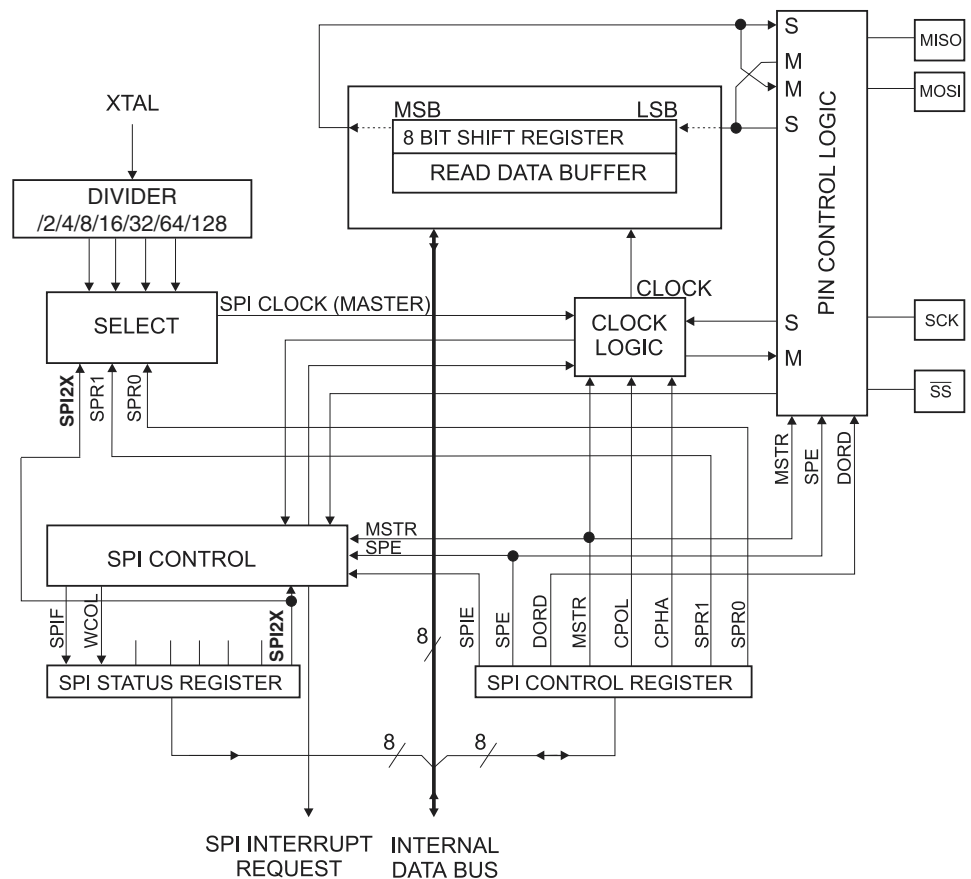 S
MISO
M
M
MOSI
XTAL
MSB
LSB
S
8 BIT SHIFT REGISTER
READ DATA BUFFER
PIN CONTROL LOGIC
DIVIDER
/2/4/8/16/32/64/128
SPI CLOCK (MASTER)
CLOCK
SELECT
CLOCK
LOGIC
S
M
SCK
SS
SPI2X
SPR1
SPR0
MSTR
SPE
DORD
MSTR
SPE
SPI CONTROL
SPIF
WCOL
SPI2X
8
SPIE
SPE
DORD
MSTR
CPOL
CPHA
SPR1
SPR0
SPI STATUS REGISTER
SPI CONTROL REGISTER
8
8
SPI INTERRUPT
REQUEST
INTERNAL
DATA BUS